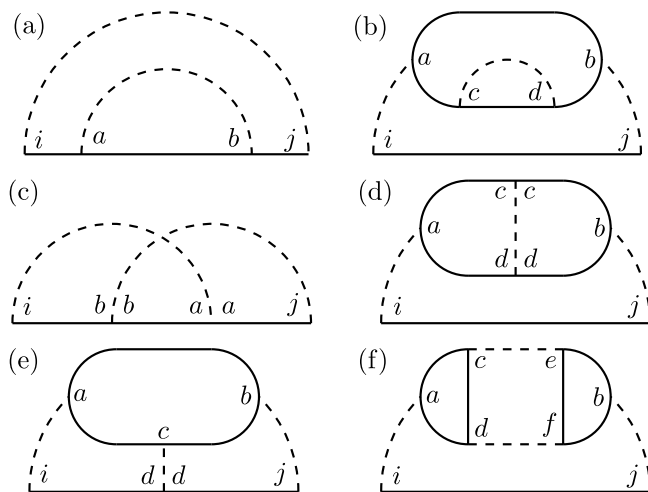 (a)
i a b j
(b)
a b
c d
i j
(c)
i b b a a j
(d)
c c
a b
d d
i j
(e)
a b
c
i d d j
(f)
c e
a b
d f
i j